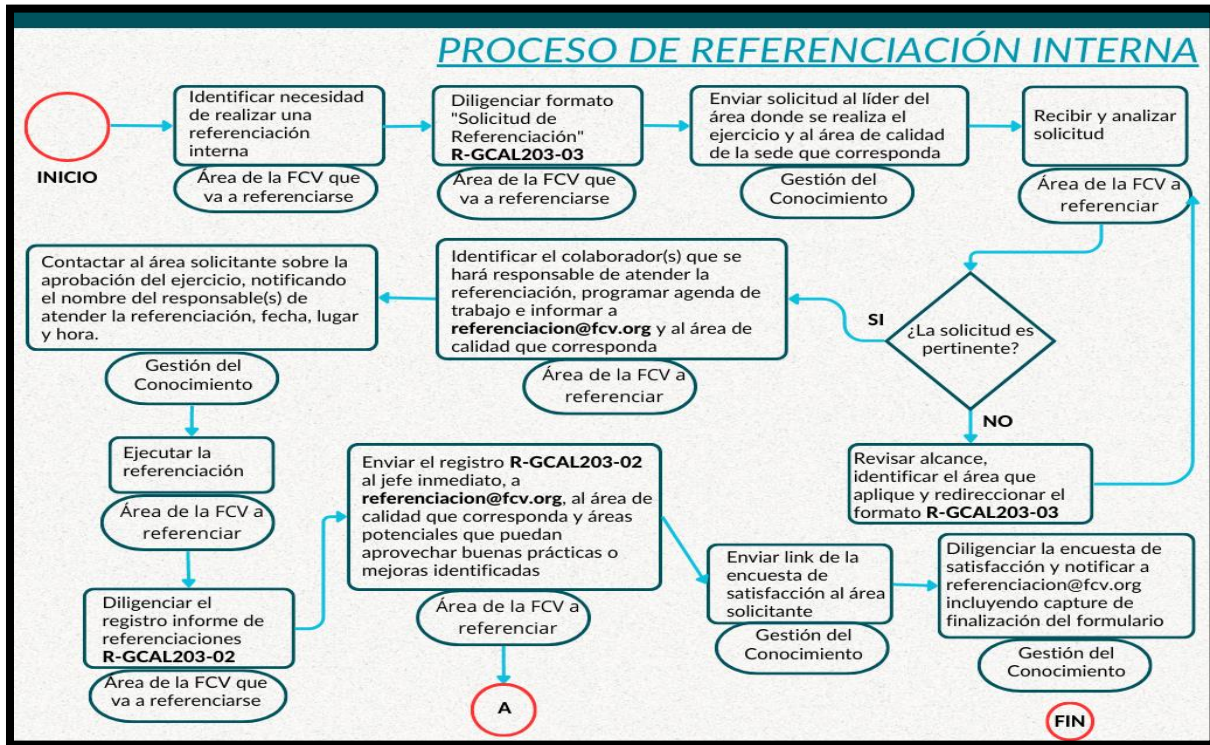 PROCESO DE REFERENCIACIÓN INTERNA
INICIO
Identificar necesidad
de realizar una
referenciación
interna
Área de la FCV que
va a referenciarse
Diligenciar formato
"Solicitud de
Referenciación"
R-GCAL203-03
Área de la FCV que
va a referenciarse
Enviar solicitud al líder del
área donde se realiza el
ejercicio y al área de calidad
de la sede que corresponda
Gestión del
Conocimiento
Recibir y analizar
solicitud
Área de la FCV a
referenciar
¿La solicitud es
pertinente?
SI
NO
Identificar el colaborador(s) que se
hará responsable de atender la
referenciación, programar agenda de
trabajo e informar a
referenciacion@fcv.org y al área de
calidad que corresponda
Área de la FCV a
referenciar
Contactar al área solicitante sobre la
aprobación del ejercicio, notificando
el nombre del responsable(s) de
atender la referenciación, fecha, lugar
y hora.
Gestión del
Conocimiento
Revisar alcance,
identificar el área que
aplique y redireccionar el
formato R-GCAL203-03
Ejecutar la
referenciación
Área de la FCV a
referenciar
Diligenciar el
registro informe de
referenciaciones
R-GCAL203-02
Área de la FCV que
va a referenciarse
Enviar el registro R-GCAL203-02
al jefe inmediato, a
referenciacion@fcv.org, al área de
calidad que corresponda y áreas
potenciales que puedan
aprovechar buenas prácticas o
mejoras identificadas
Área de la FCV a
referenciar
A
Enviar link de la
encuesta de
satisfacción al área
solicitante
Gestión del
Conocimiento
Diligenciar la encuesta de
satisfacción y notificar a
referenciacion@fcv.org
incluyendo capture de
finalización del formulario
Gestión del
Conocimiento
FIN